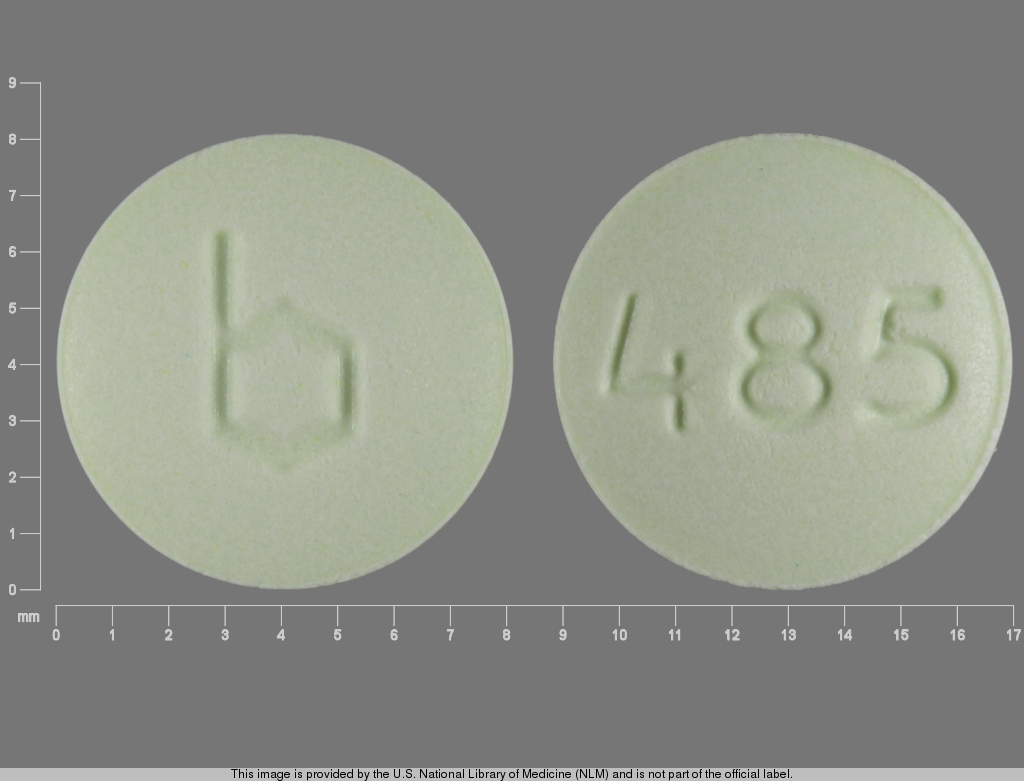 9
8
7
6
5
4
3
2
1
0
mm
b
485
0 1 2 3 4 5 6 7 8 9 10 11 12 13 14 15 16 17
This image is provided by the U.S. National Library of Medicine (NLM) and is not part of the official label.